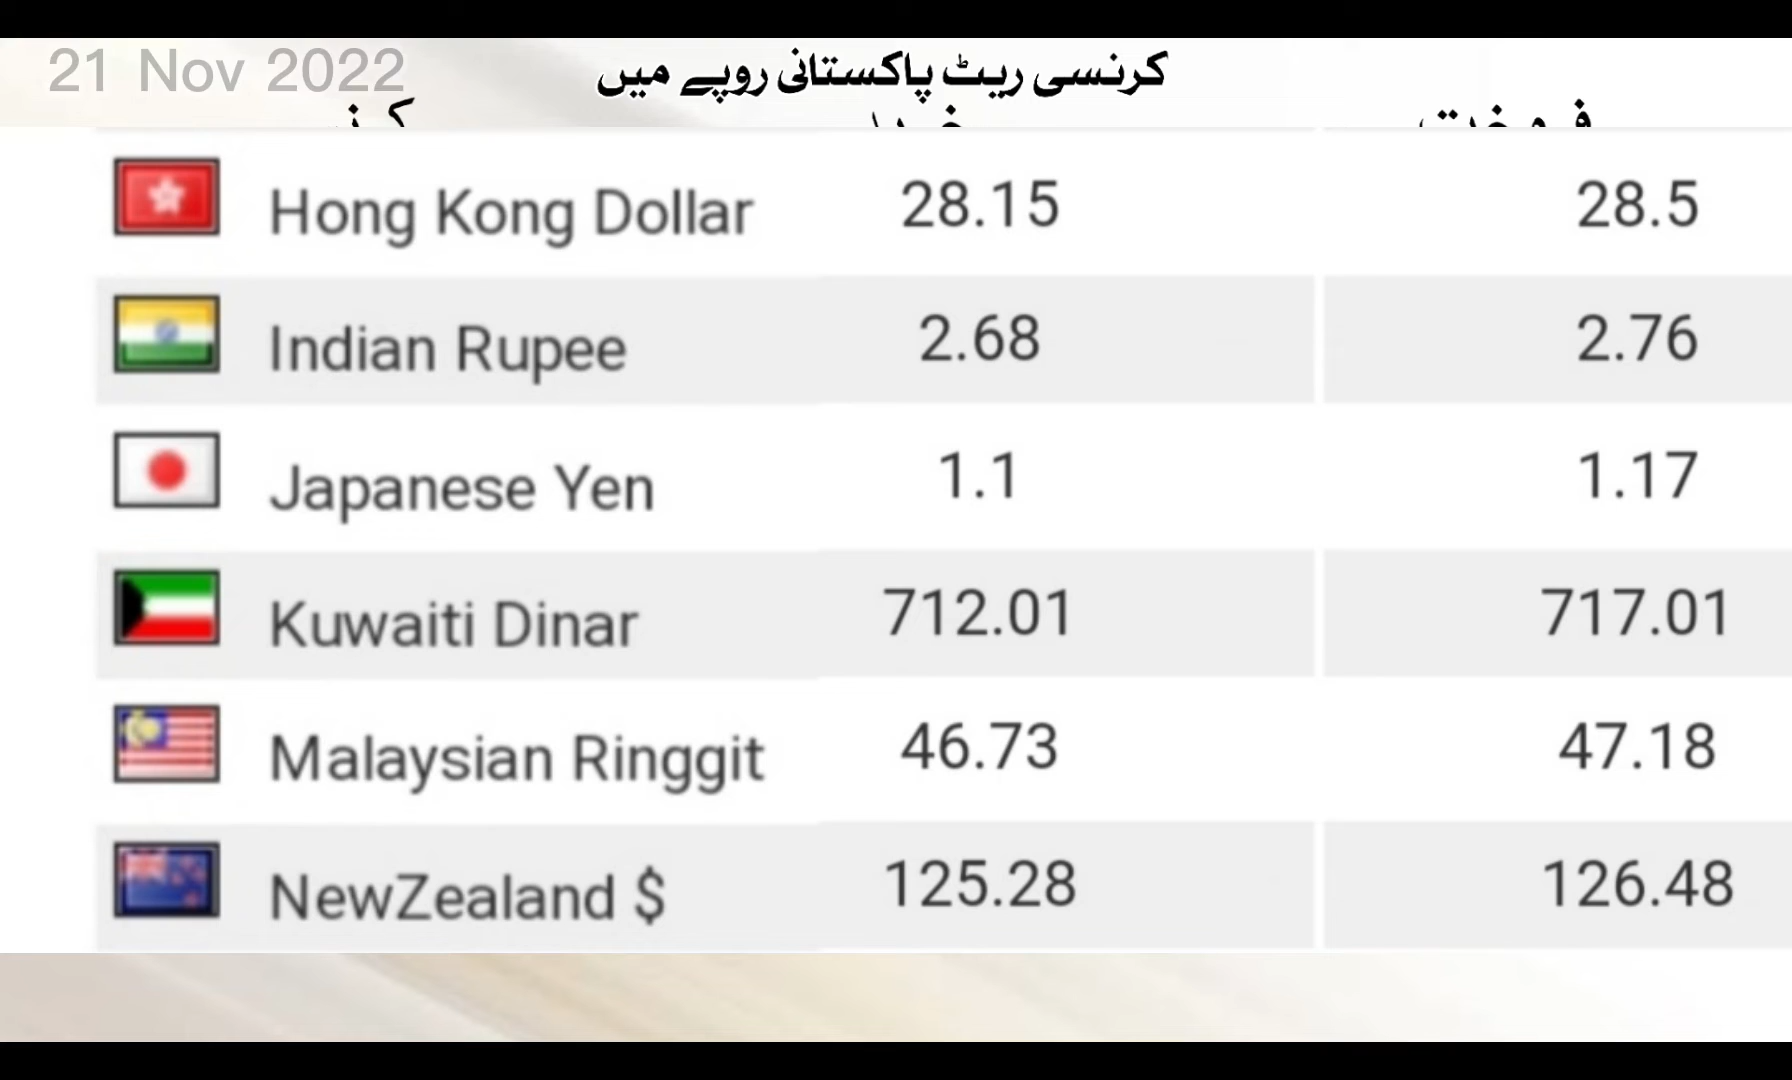 21 Nov 2022
کرنسی ریٹ پاکستانی روپے میں
Hong Kong Dollar 28.15 28.5
Indian Rupee 2.68 2.76
Japanese Yen 1.1 1.17
Kuwaiti Dinar 712.01 717.01
Malaysian Ringgit 46.73 47.18
NewZealand $ 125.28 126.48